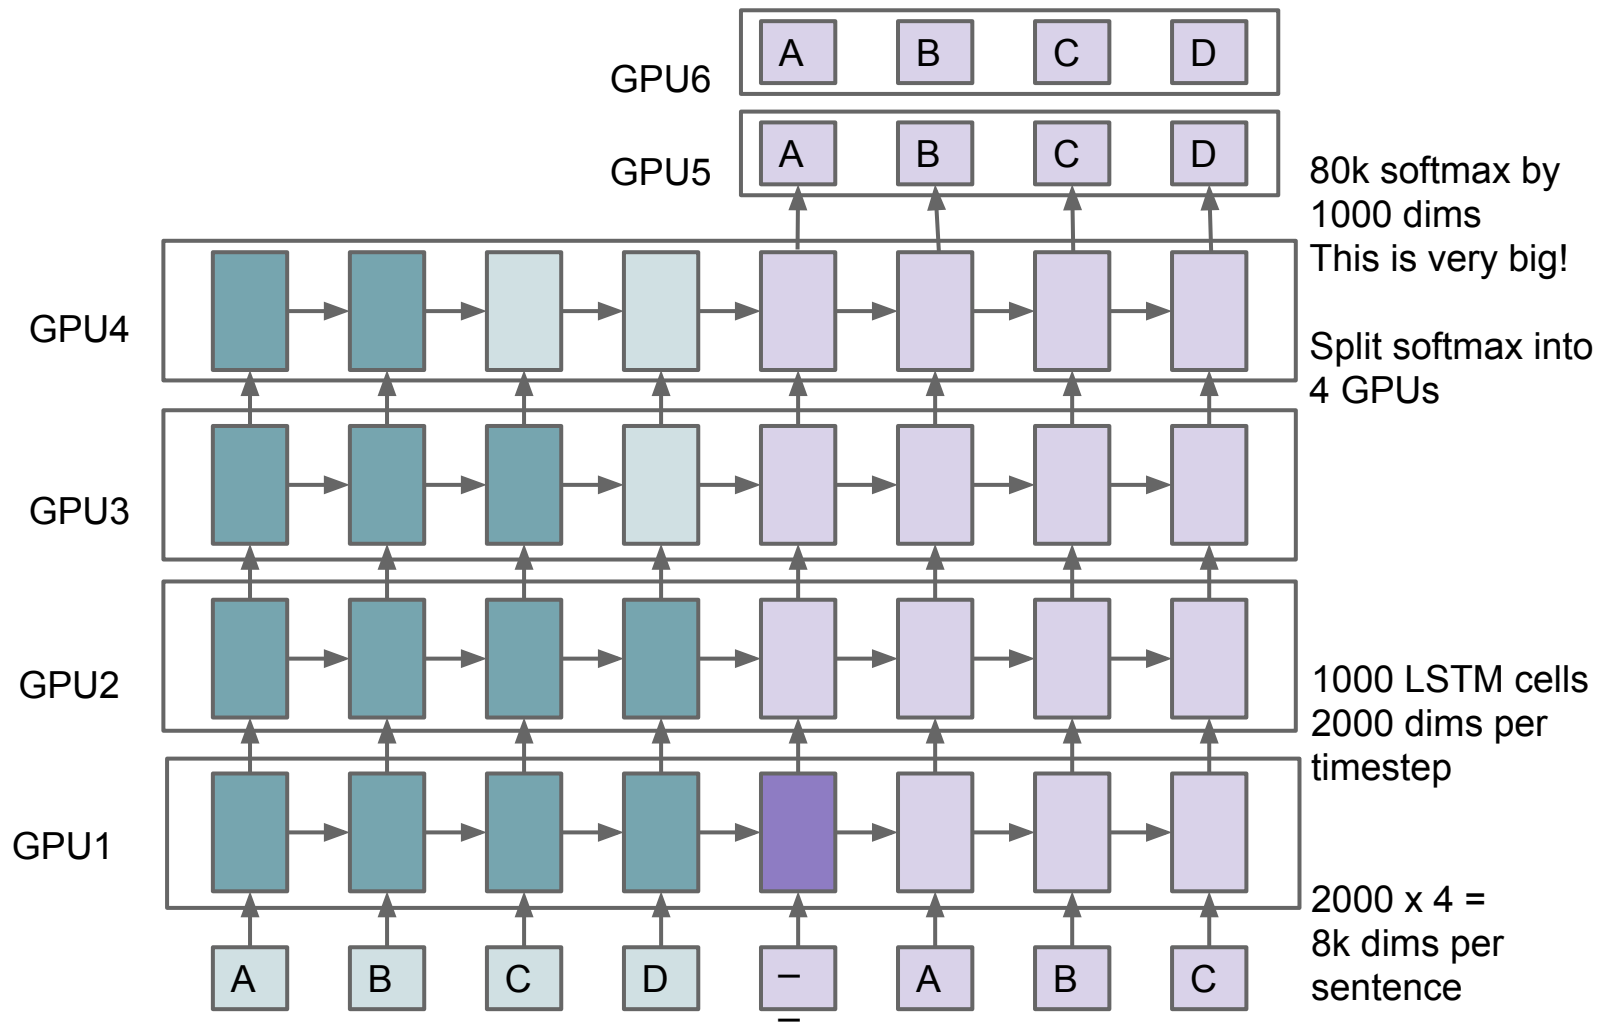 GPU6
A B C D
GPU5
A B C D
80k softmax by
1000 dims
This is very big!
GPU4
Split softmax into
4 GPUs
GPU3
GPU2
1000 LSTM cells
2000 dims per
timestep
GPU1
2000 x 4 =
8k dims per
sentence
A B C D _ A B C
_